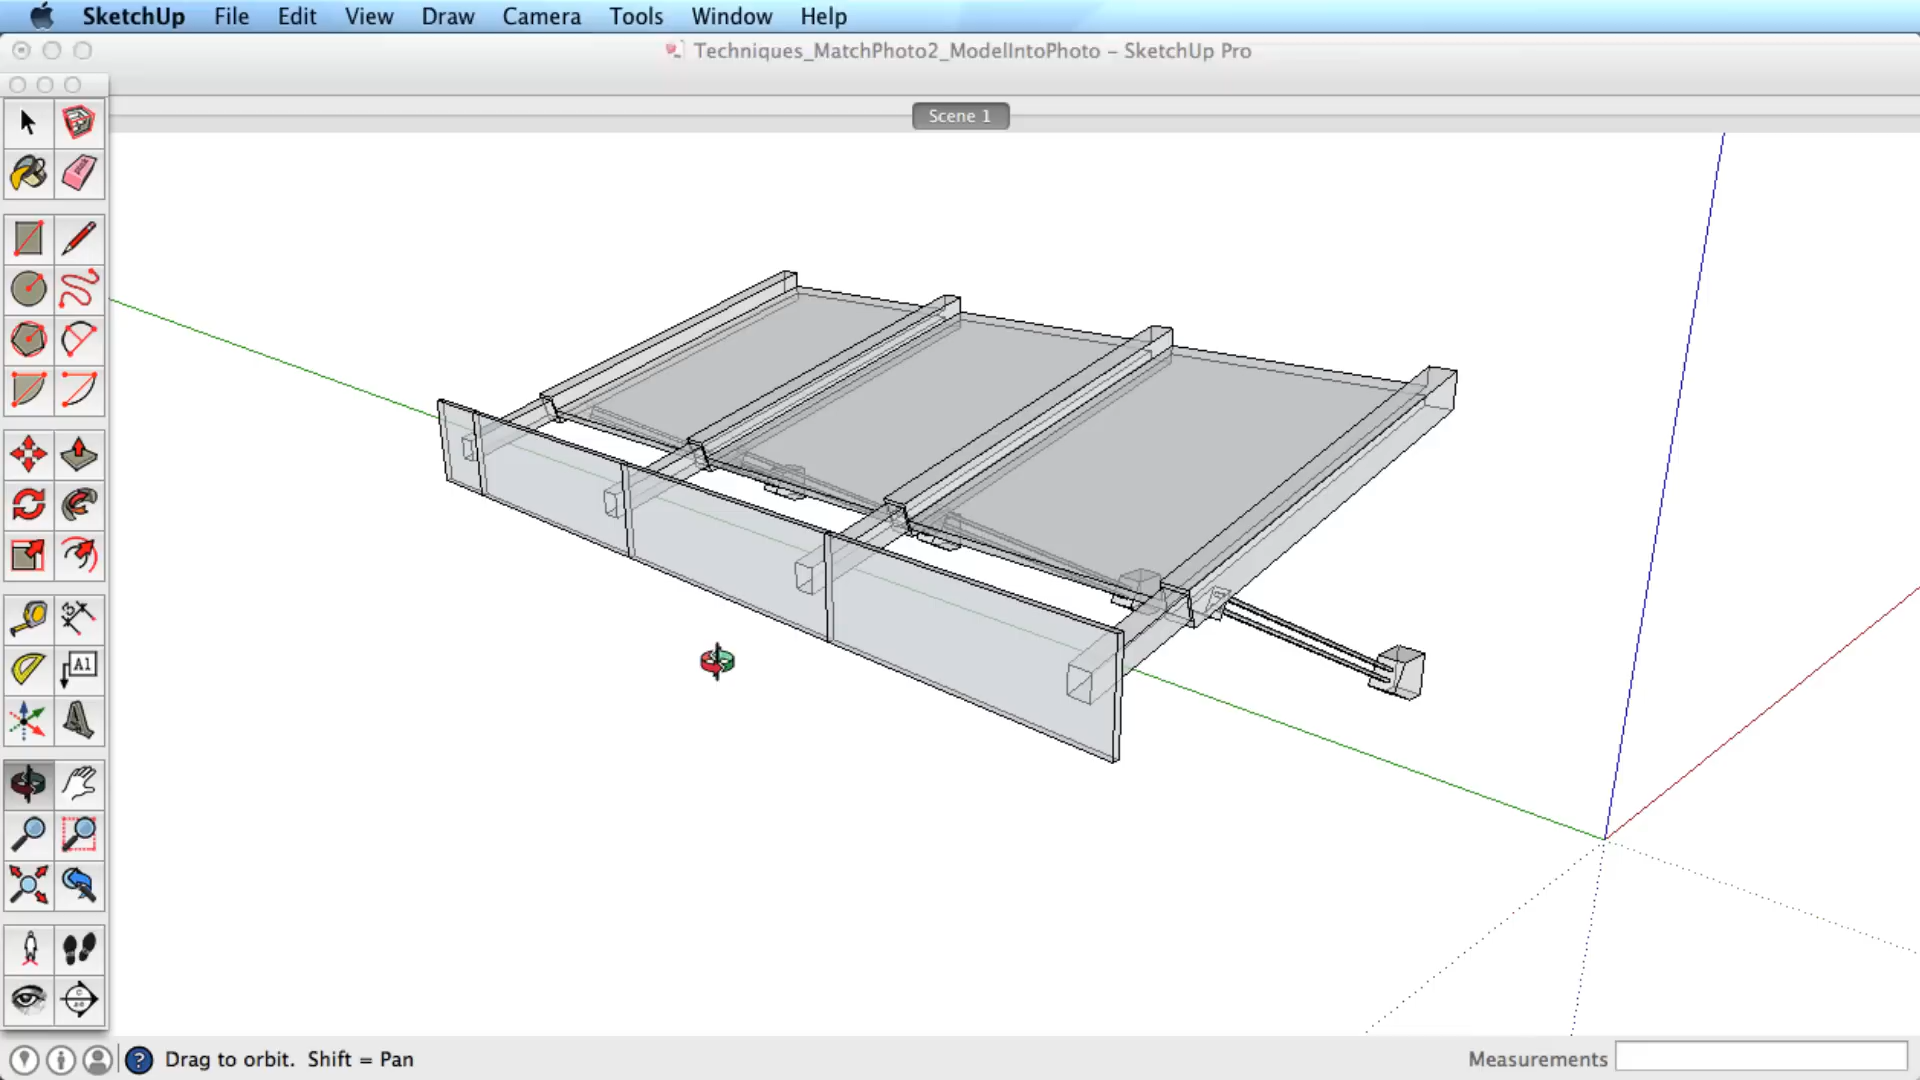 SketchUp File Edit View Draw Camera Tools Window Help
Techniques_MatchPhoto2_ModelIntoPhoto – SketchUp Pro
Scene 1
A1
Drag to orbit. Shift = Pan
Measurements